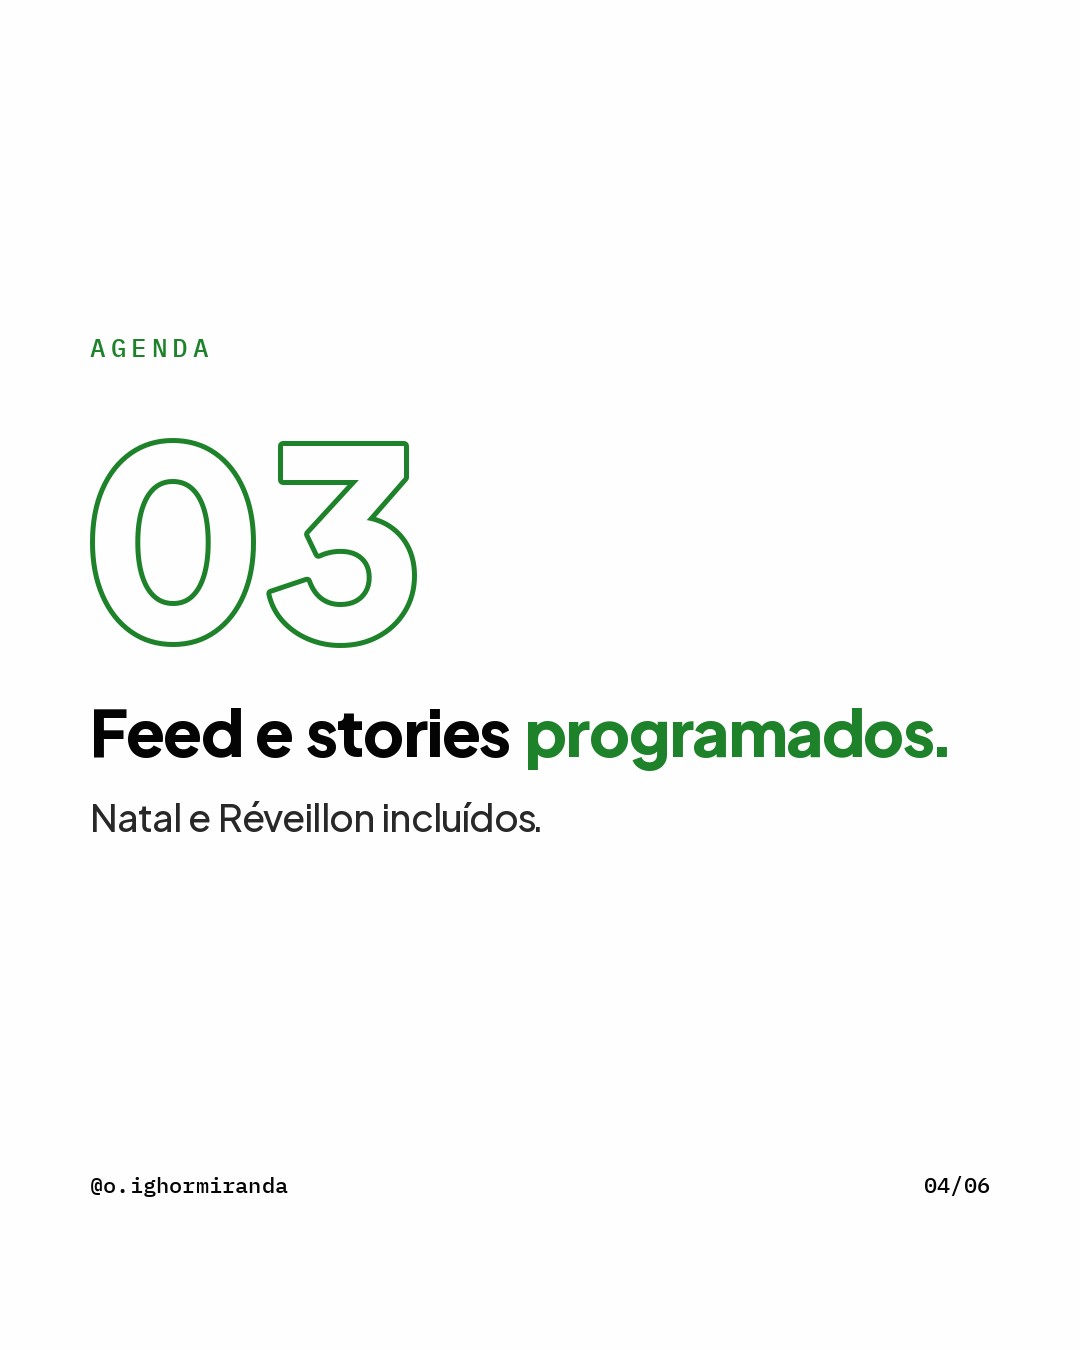 AGENDA
03
Feed e stories programados.
Natal e Réveillon incluídos.
@o.ighormiranda
04/06